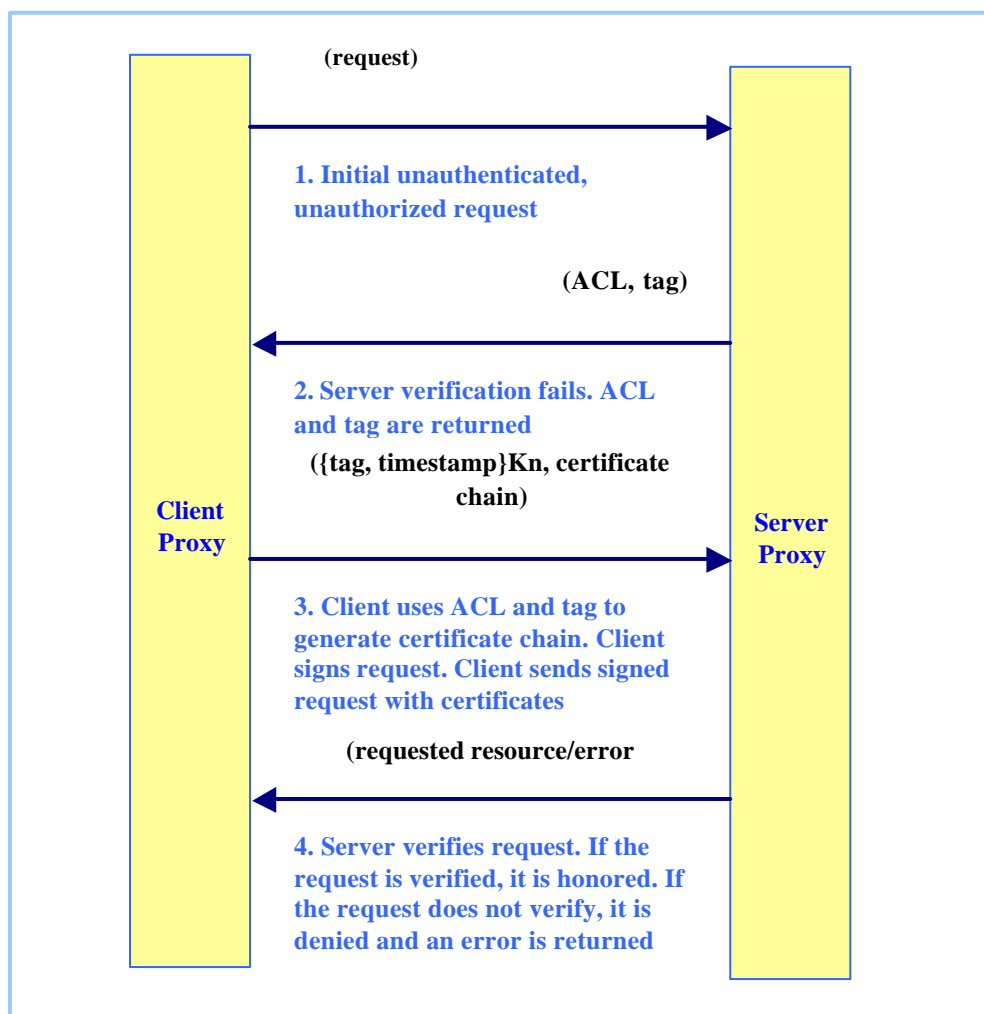 (request)
1. Initial unauthenticated,
unauthorized request
(ACL, tag)
2. Server verification fails. ACL
and tag are returned
({tag, timestamp}Kn, certificate
chain)
Client
Proxy
Server
Proxy
3. Client uses ACL and tag to
generate certificate chain. Client
signs request. Client sends signed
request with certificates
(requested resource/error
4. Server verifies request. If the
request is verified, it is honored. If
the request does not verify, it is
denied and an error is returned